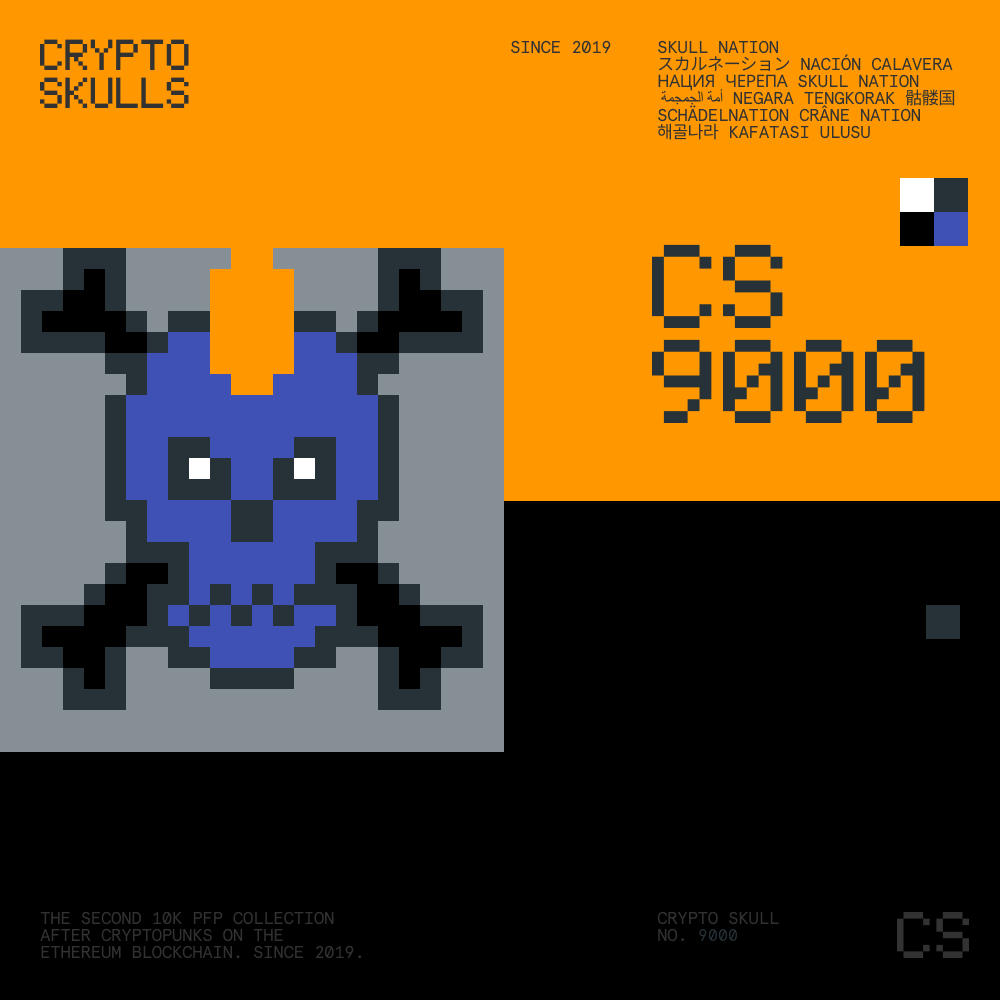 CRYPTO
SKULLS
SINCE 2019
SKULL NATION
スカルネーション NACIÓN CALAVERA
НАЦИЯ ЧЕРЕПА SKULL NATION
أمة الجمجمة NEGARA TENGKORAK 骷髅国
SCHÄDELNATION CRÂNE NATION
해골나라 KAFATASI ULUSU
CS
9000
THE SECOND 10K PFP COLLECTION
AFTER CRYPTOPUNKS ON THE
ETHEREUM BLOCKCHAIN. SINCE 2019.
CRYPTO SKULL
NO. 9000
CS